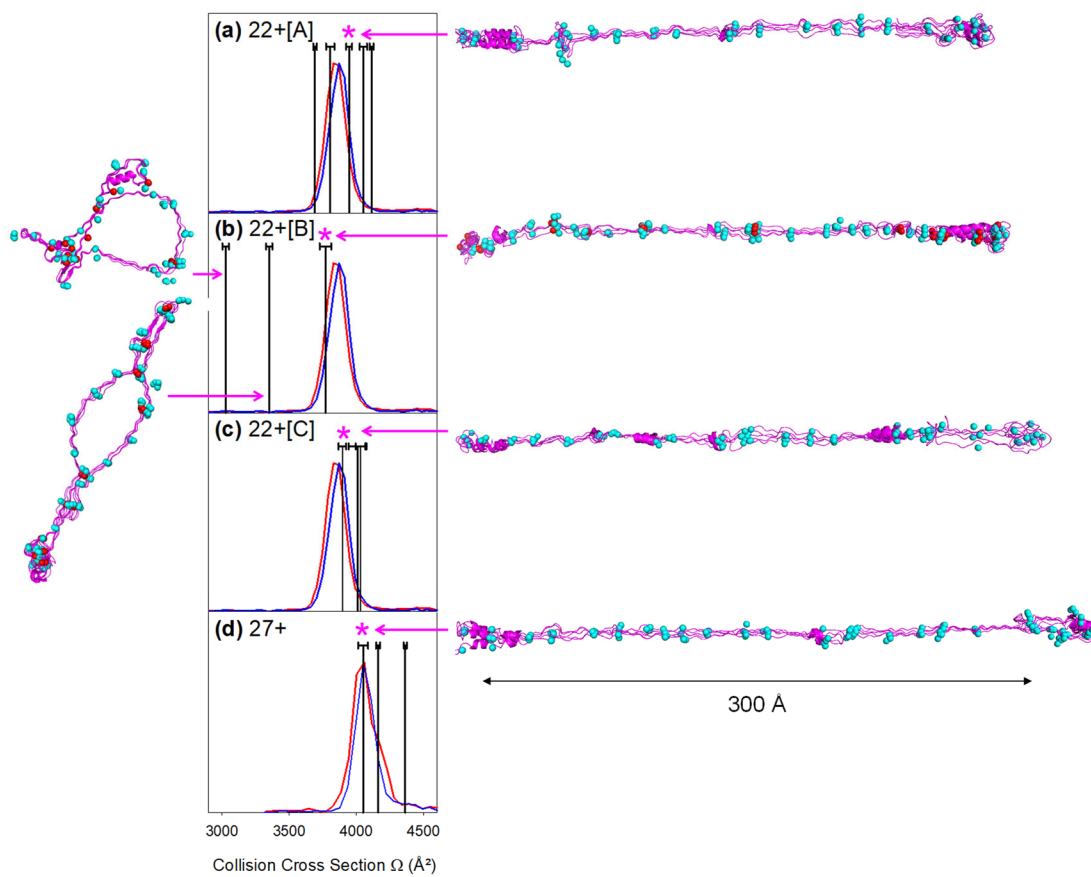 (a) 22+[A]
*
(b) 22+[B]
*
(c) 22+[C]
*
(d) 27+
*
300 Å
3000 3500 4000 4500
Collision Cross Section Ω (Å²)